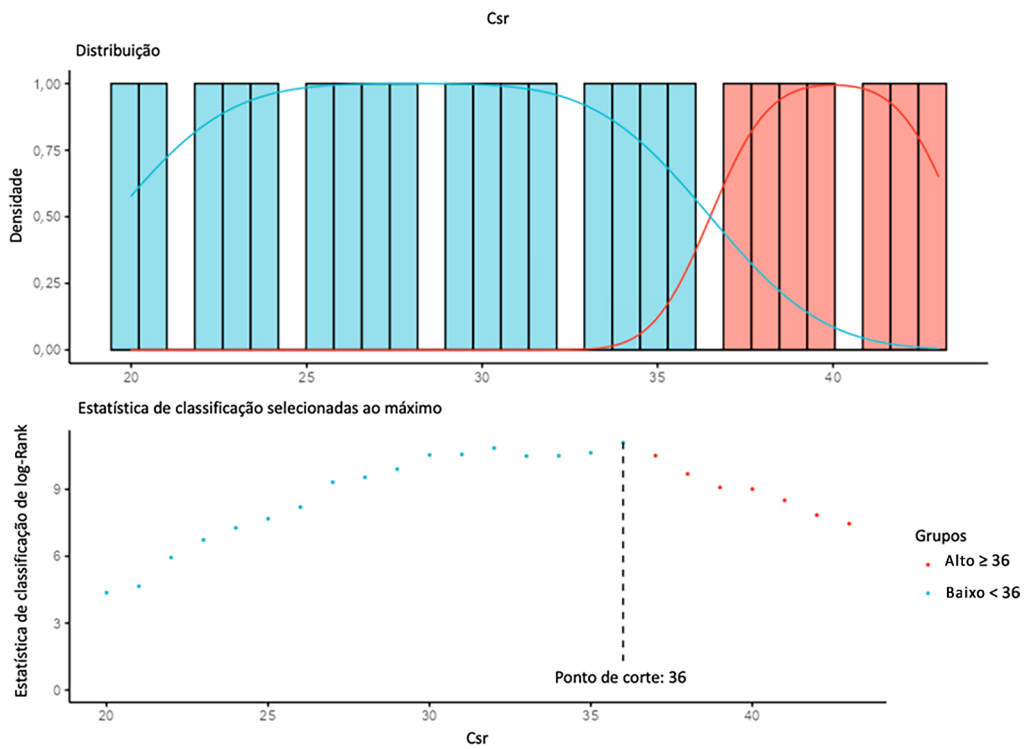 Csr
Distribuição
Densidade
1,00
0,75
0,50
0,25
0,00
20 25 30 35 40
Estatística de classificação selecionadas ao máximo
Estatística de classificação de log-Rank
9
6
3
0
Ponto de corte: 36
20 25 30 35 40
Csr
Grupos
Alto ≥ 36
Baixo < 36